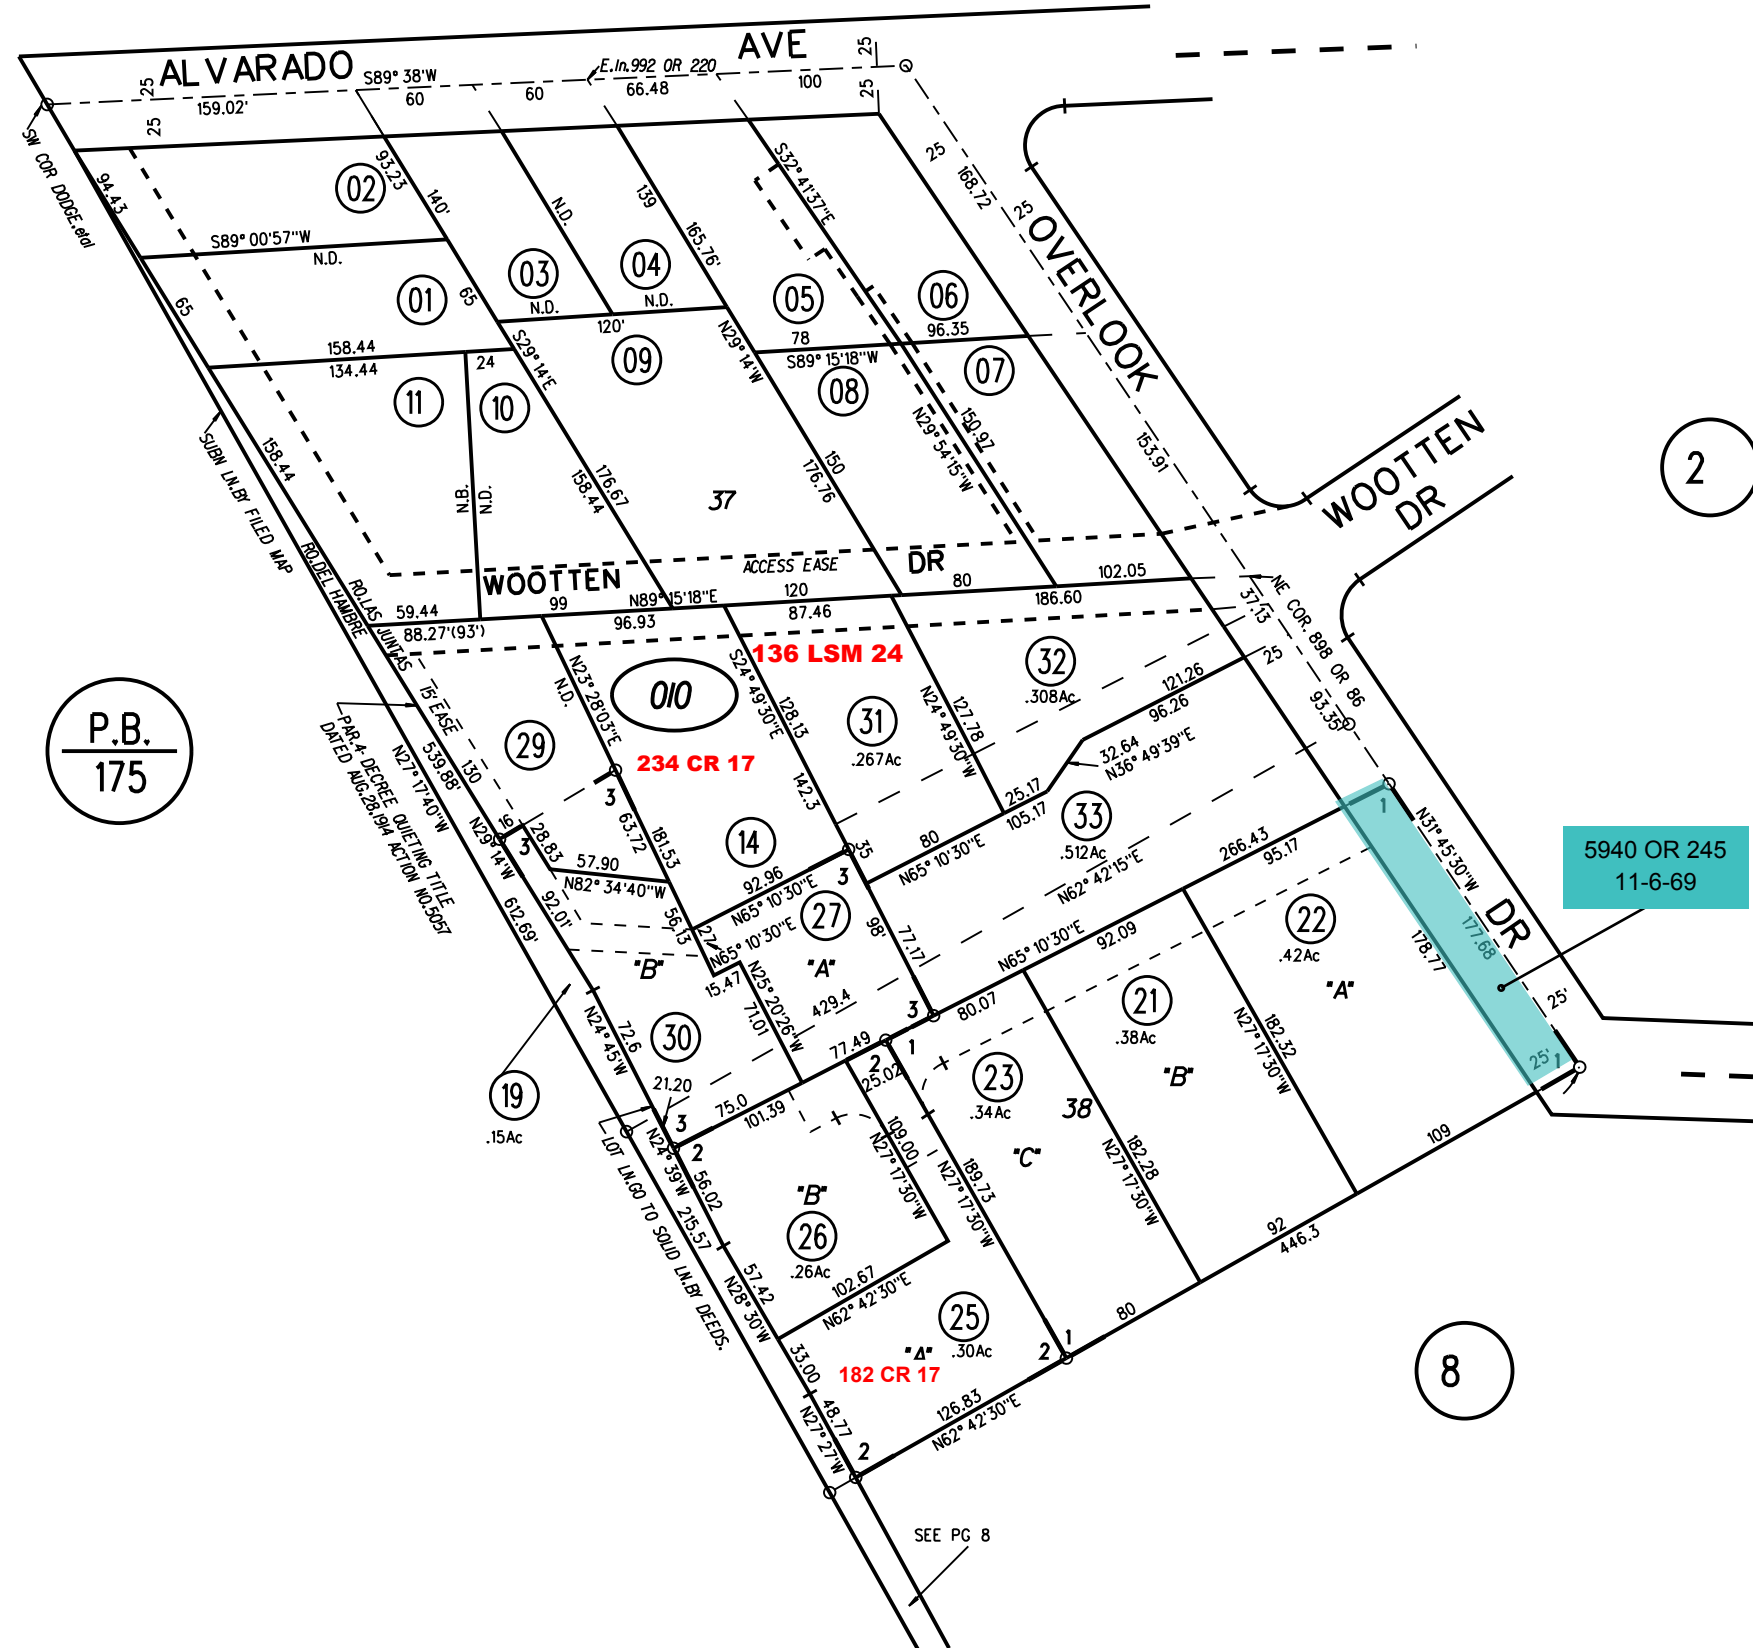 ALVARADO AVE
25
25
159.02'
S89° 38'W
60
60
E.ln.992 OR 220
66.48
100
25
25
SW COR DODGE.etal
94.43
93.23
02
140'
S89° 00'57"W
N.D.
01
65
65
N.D.
03
N.D.
139
04
N.D.
165.76'
120'
S32° 41'37"E
05
06
78
96.35
S89° 15'18"W
25
168.72
25
OVERLOOK
158.44
134.44
24
11
10
S29° 14'E
09
N29° 14'W
08
07
SUBN LN.BY FILED MAP
158.44
N.B.
N.D.
176.67
158.44
37
150
176.76
150.97
N29° 54'15"W
153.91
WOOTTEN
DR
2
RO.DEL HAMBRE
RO.LAS JUNTAS
WOOTTEN
ACCESS EASE
DR
59.44
99
N89° 15'18"E
120
80
102.05
88.27'(93')
96.93
87.46
186.60
NE COR. 898 OR 86
37.13
25
93.35'
136 LSM 24
234 CR 17
010
P.B.
175
PAR.4- DECREE QUIETING TITLE
DATED AUG.28,1914 ACTION NO.5057
15' EASE
539.88'
130
N27° 17'40"W
29
N23° 28'03"E
N.D.
S24° 49'30"E
128.13
142.3
31
.267Ac
N24° 49'30"W
127.78
32
.308Ac
121.26
96.26
32.64
N36° 49'39"E
16
3
28.83
3
63.72
181.53
57.90
N82° 34'40"W
N29° 14'W
14
92.96
N65° 10'30"E
35
3
80
N65° 10'30"E
25.17
105.17
33
.512Ac
N62° 42'15"E
266.43
95.17
1
N31° 45'30"W
5940 OR 245
11-6-69
612.69'
92.01'
56.13
27
N65° 10'30"E
15.47
27
"A"
98'
77.17
"B"
N25° 20'26"W
71.01
429.4
N65° 10'30"E
92.09
22
.42Ac
"A"
178.77
177.68
DR
25'
25'
1
30
72.6
N24° 45'W
19
.15Ac
21.20
3
2
75.0
101.39
77.49
3
2
1
25.02
80.07
23
.34Ac
38
"C"
21
.38Ac
"B"
182.32
N27° 17'30"W
182.28
N27° 17'30"W
109
LOT LN.GO TO SOLID LN.BY DEEDS.
N24° 39'W
56.02
215.57
"B"
26
.26Ac
109.00
N27° 17'30"W
189.73
N27° 17'30"W
57.42
N28° 30'W
102.67
N62° 42'30"E
92
446.3
80
25
.30Ac
"A"
182 CR 17
1
2
33.00
48.77
N27° 27'W
2
126.83
N62° 42'30"E
8
SEE PG 8